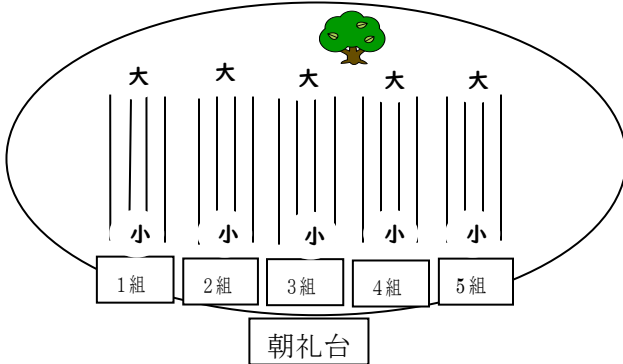 大 大 大 大 大
小 小 小 小 小
1組 2組 3組 4組 5組
朝礼台